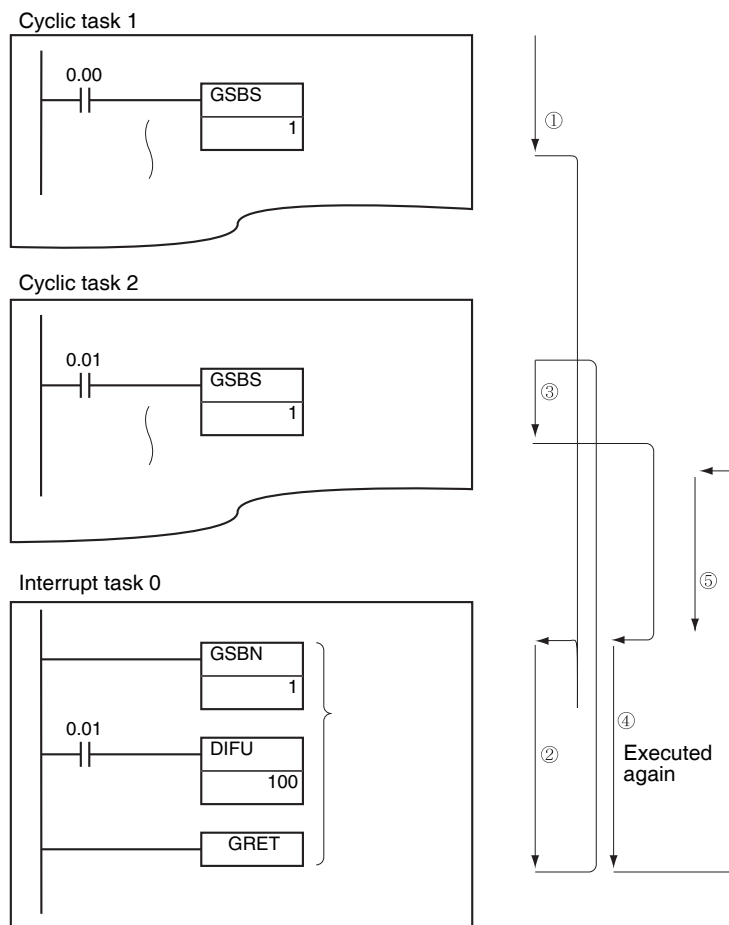 Cyclic task 1
0.00
GSBS
1
①
Cyclic task 2
0.01
GSBS
1
③
⑤
Interrupt task 0
GSBN
1
0.01
DIFU
100
GRET
②
④
Executed
again